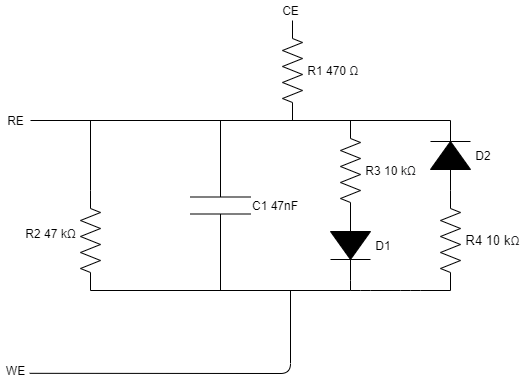 CE
R1 470 Ω
RE
R3 10 kΩ
D2
R2 47 kΩ
C1 47nF
D1
R4 10 kΩ
WE